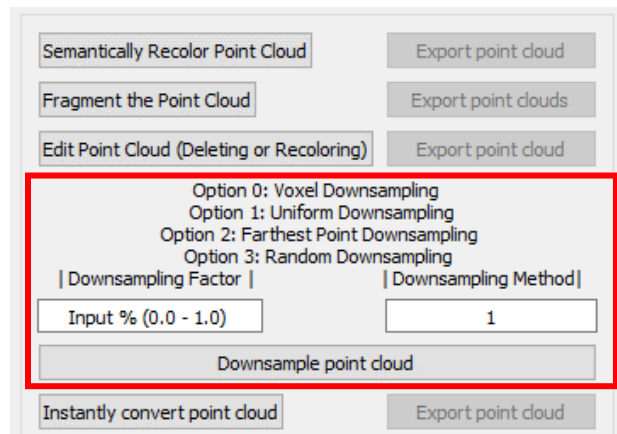 Semantically Recolor Point Cloud Export point cloud
Fragment the Point Cloud Export point clouds
Edit Point Cloud (Deleting or Recoloring) Export point cloud
Option 0: Voxel Downsampling
Option 1: Uniform Downsampling
Option 2: Farthest Point Downsampling
Option 3: Random Downsampling
| Downsampling Factor | | Downsampling Method|
Input % (0.0 - 1.0) 1
Downsample point cloud
Instantly convert point cloud Export point cloud